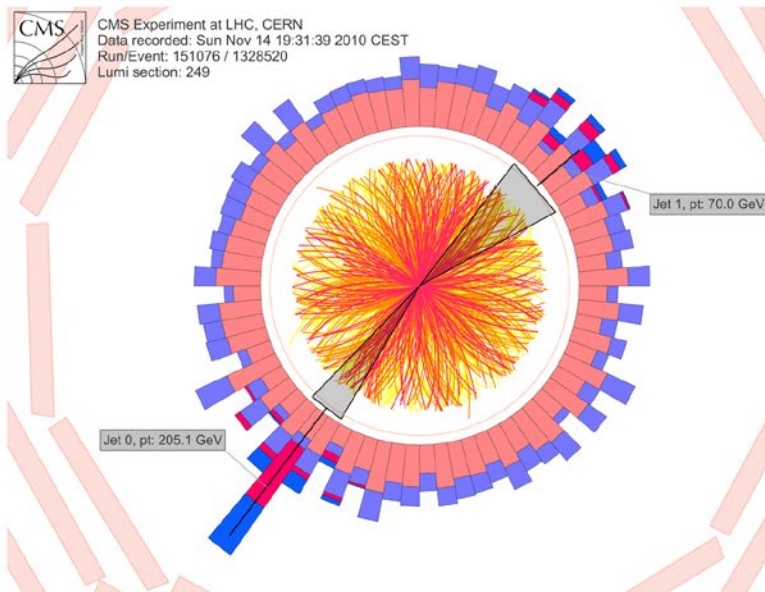 CMS
CMS Experiment at LHC, CERN
Data recorded: Sun Nov 14 19:31:39 2010 CEST
Run/Event: 151076 / 1328520
Lumi section: 249
Jet 1, pt: 70.0 GeV
Jet 0, pt: 205.1 GeV